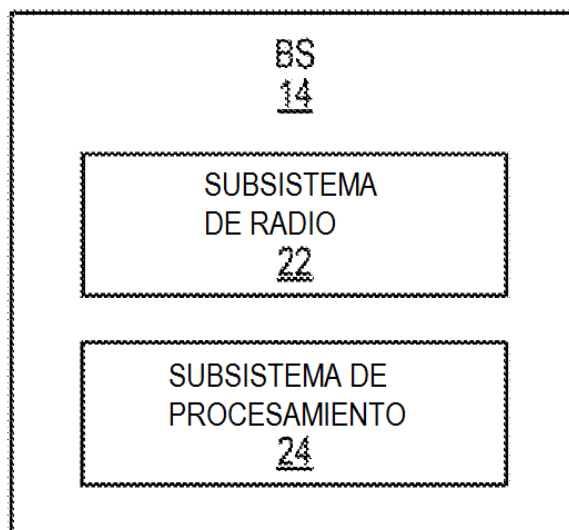 BS
14
SUBSISTEMA
DE RADIO
22
SUBSISTEMA DE
PROCESAMIENTO
24